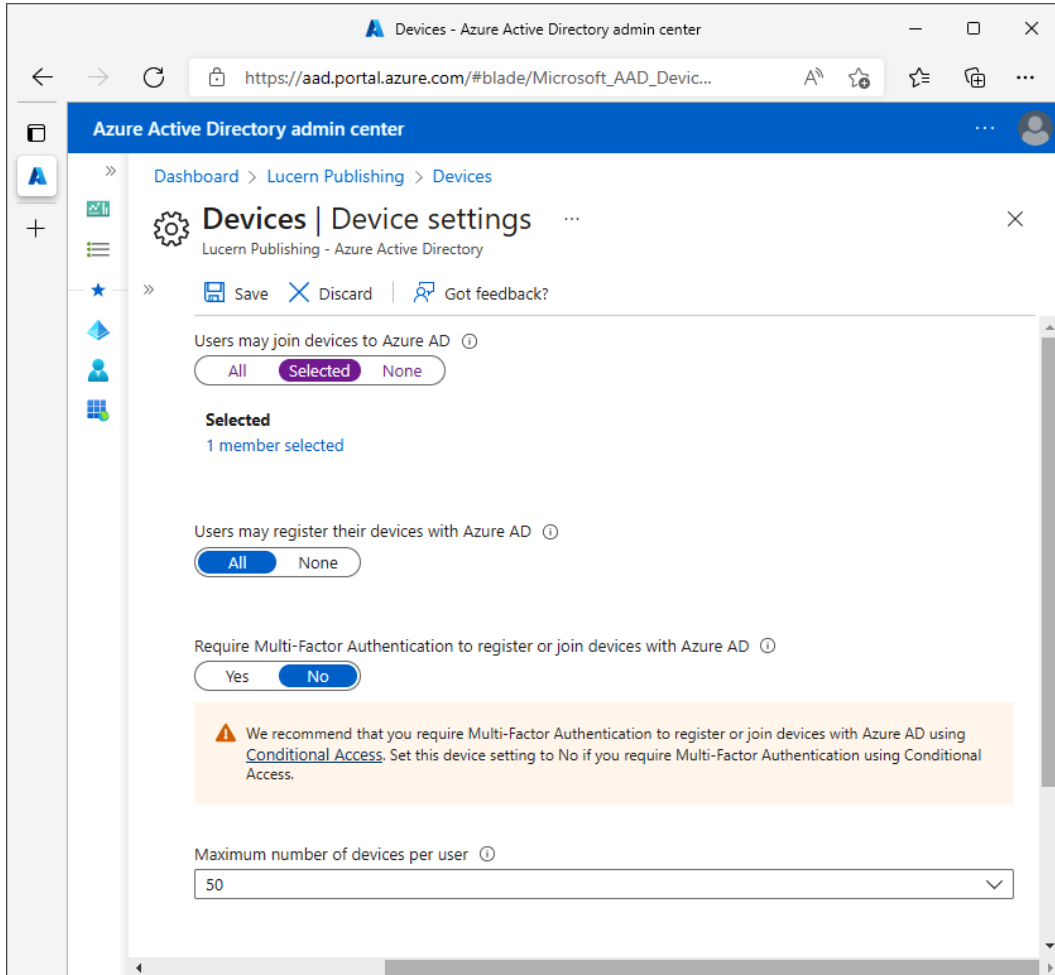 Devices - Azure Active Directory admin center
https://aad.portal.azure.com/#blade/Microsoft_AAD_Devic...
Azure Active Directory admin center
Dashboard > Lucern Publishing > Devices
Devices | Device settings
Lucern Publishing - Azure Active Directory
Save Discard Got feedback?
Users may join devices to Azure AD
All Selected None
Selected
1 member selected
Users may register their devices with Azure AD
All None
Require Multi-Factor Authentication to register or join devices with Azure AD
Yes No
We recommend that you require Multi-Factor Authentication to register or join devices with Azure AD using
Conditional Access. Set this device setting to No if you require Multi-Factor Authentication using Conditional
Access.
Maximum number of devices per user
50